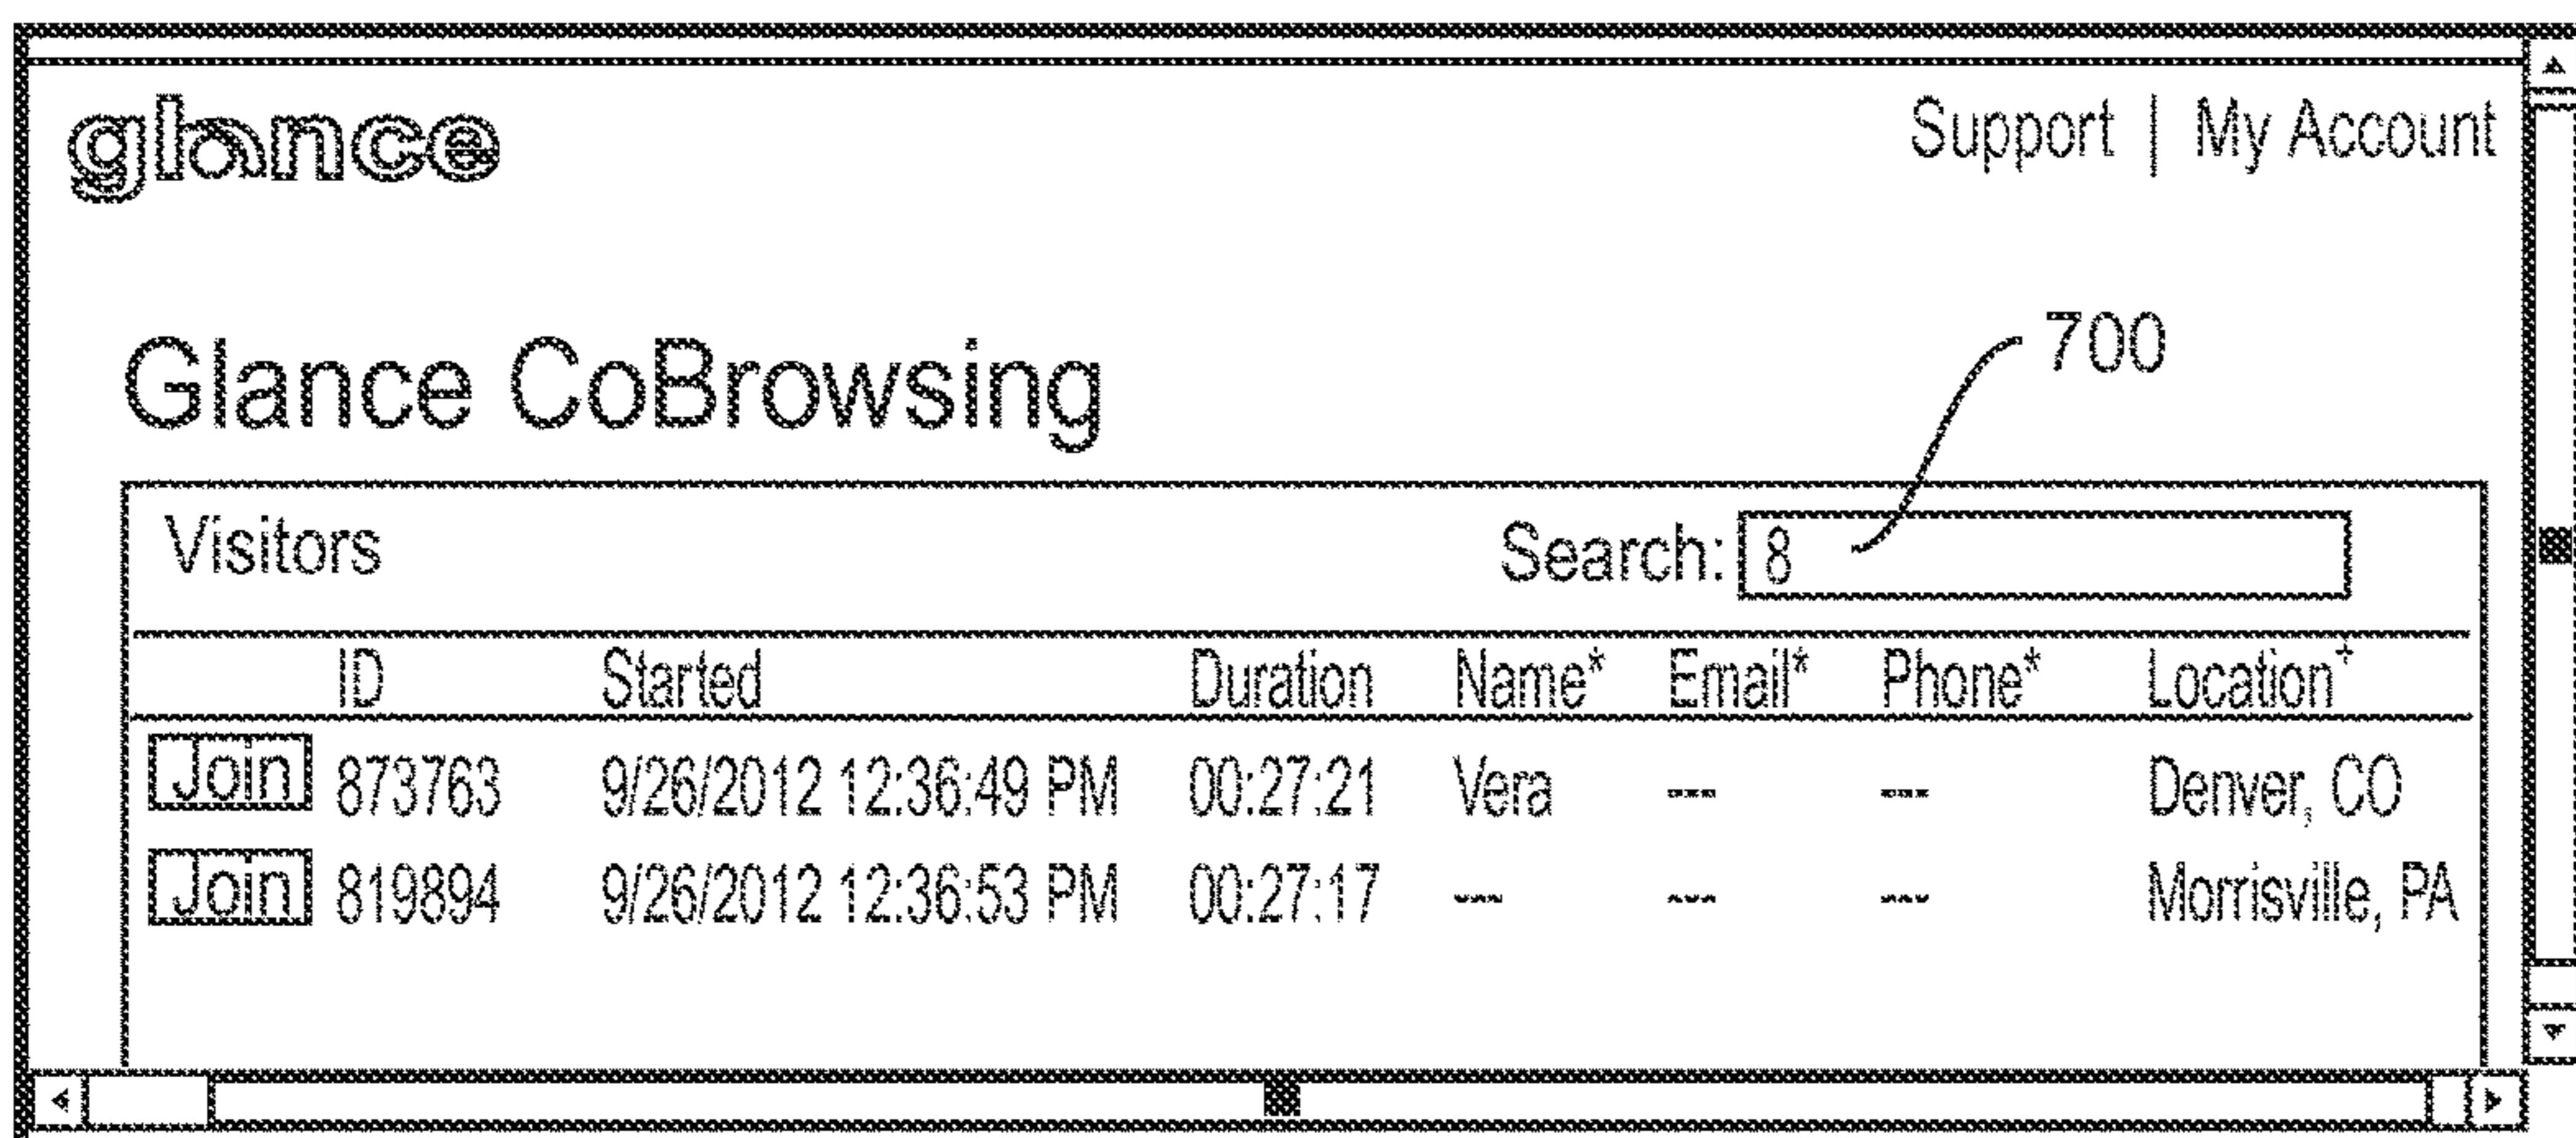 glance
Support | My Account
Glance CoBrowsing
700
Visitors
Search: 8
ID Started Duration Name* Email* Phone* Location+
Join 873763 9/26/2012 12:36:49 PM 00:27:21 Vera --- --- Denver, CO
Join 819894 9/26/2012 12:36:53 PM 00:27:17 --- --- --- Morrisville, PA